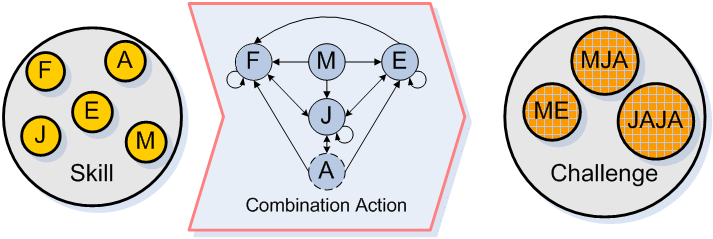 F
A
E
J
M
Skill
F
M
E
J
A
Combination Action
MJA
ME
JAJA
Challenge